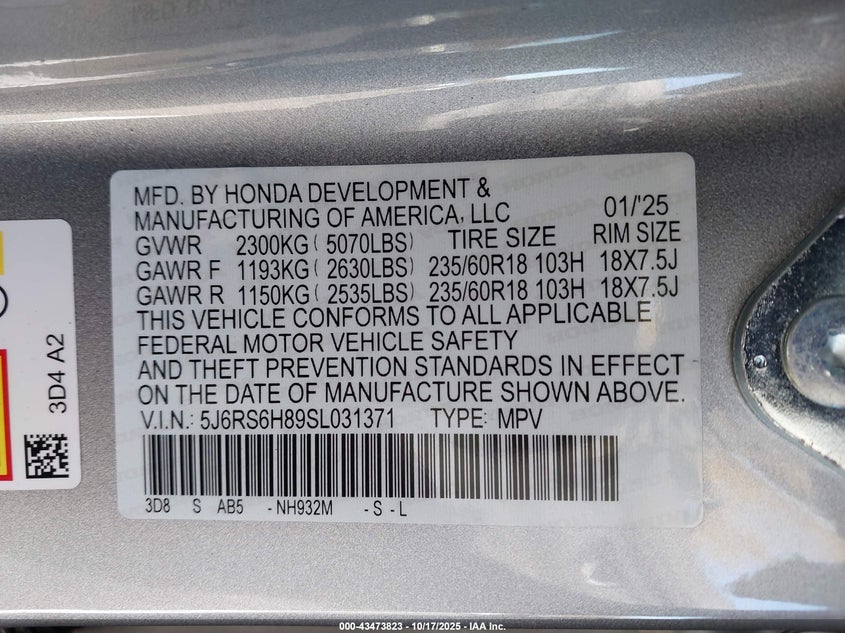 MFD. BY HONDA DEVELOPMENT &
MANUFACTURING OF AMERICA, LLC 01/'25
GVWR 2300KG( 5070LBS) TIRE SIZE RIM SIZE
GAWR F 1193KG( 2630LBS) 235/60R18 103H 18X7.5J
GAWR R 1150KG( 2535LBS) 235/60R18 103H 18X7.5J
THIS VEHICLE CONFORMS TO ALL APPLICABLE
FEDERAL MOTOR VEHICLE SAFETY
AND THEFT PREVENTION STANDARDS IN EFFECT
ON THE DATE OF MANUFACTURE SHOWN ABOVE.
V.I.N.: 5J6RS6H89SL031371 TYPE: MPV
3D8 S AB5 -NH932M -S -L
3D4 A2
000-43473823 - 10/17/2025 - IAA Inc.